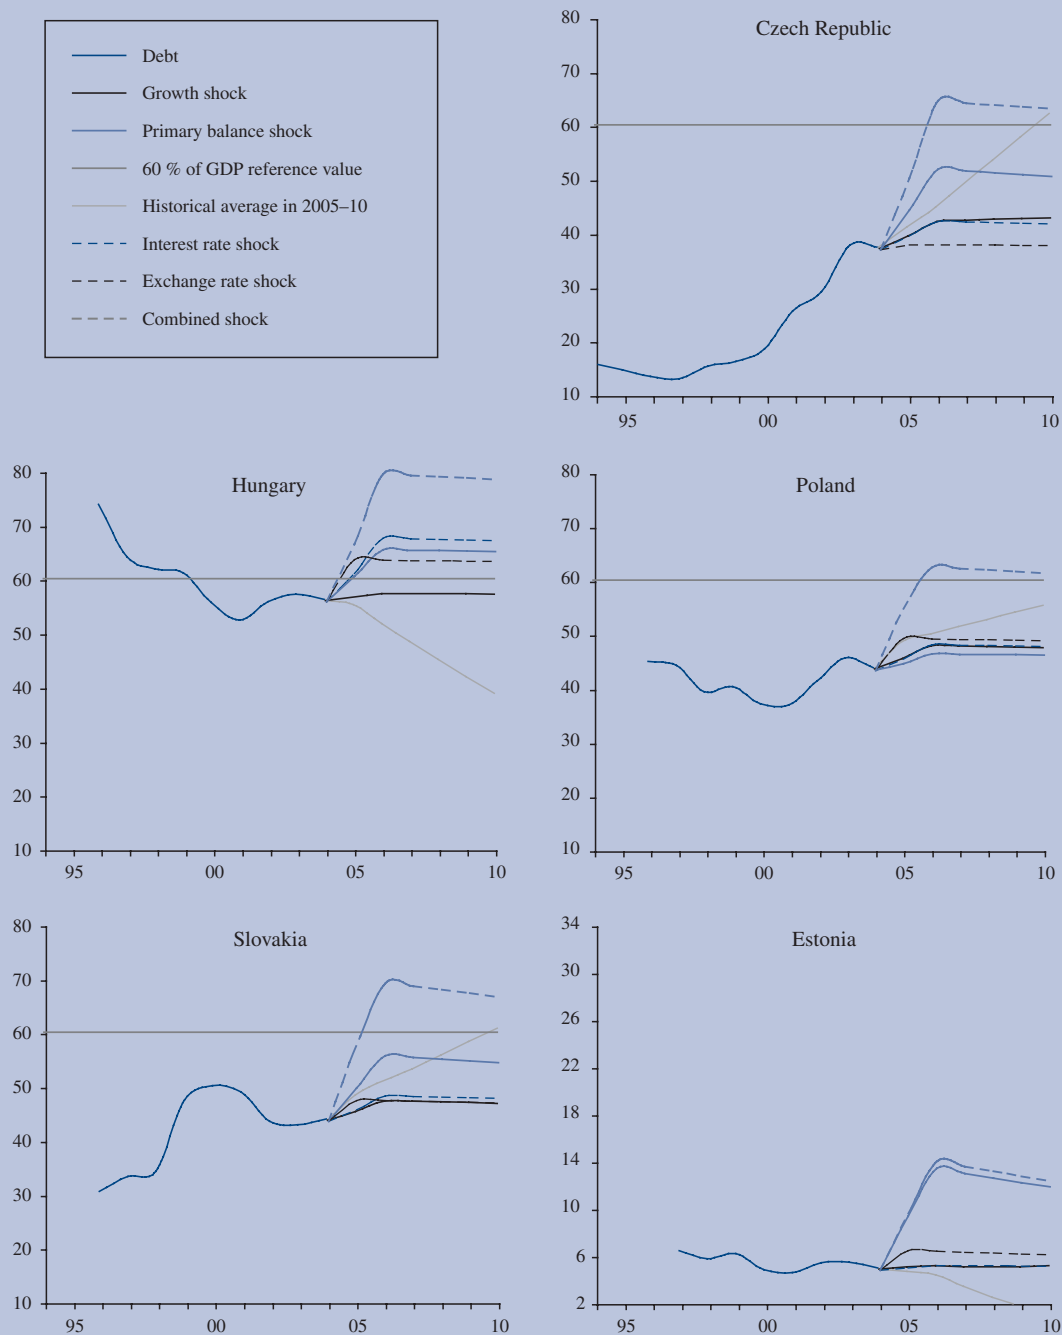 Debt
Growth shock
Primary balance shock
60 % of GDP reference value
Historical average in 2005–10
Interest rate shock
Exchange rate shock
Combined shock
Czech Republic
80
70
60
50
40
30
20
10
95 00 05 10
Hungary
80
70
60
50
40
30
20
10
95 00 05 10
Poland
80
70
60
50
40
30
20
10
95 00 05 10
Slovakia
80
70
60
50
40
30
20
10
95 00 05 10
Estonia
34
30
26
22
18
14
10
6
2
95 00 05 10